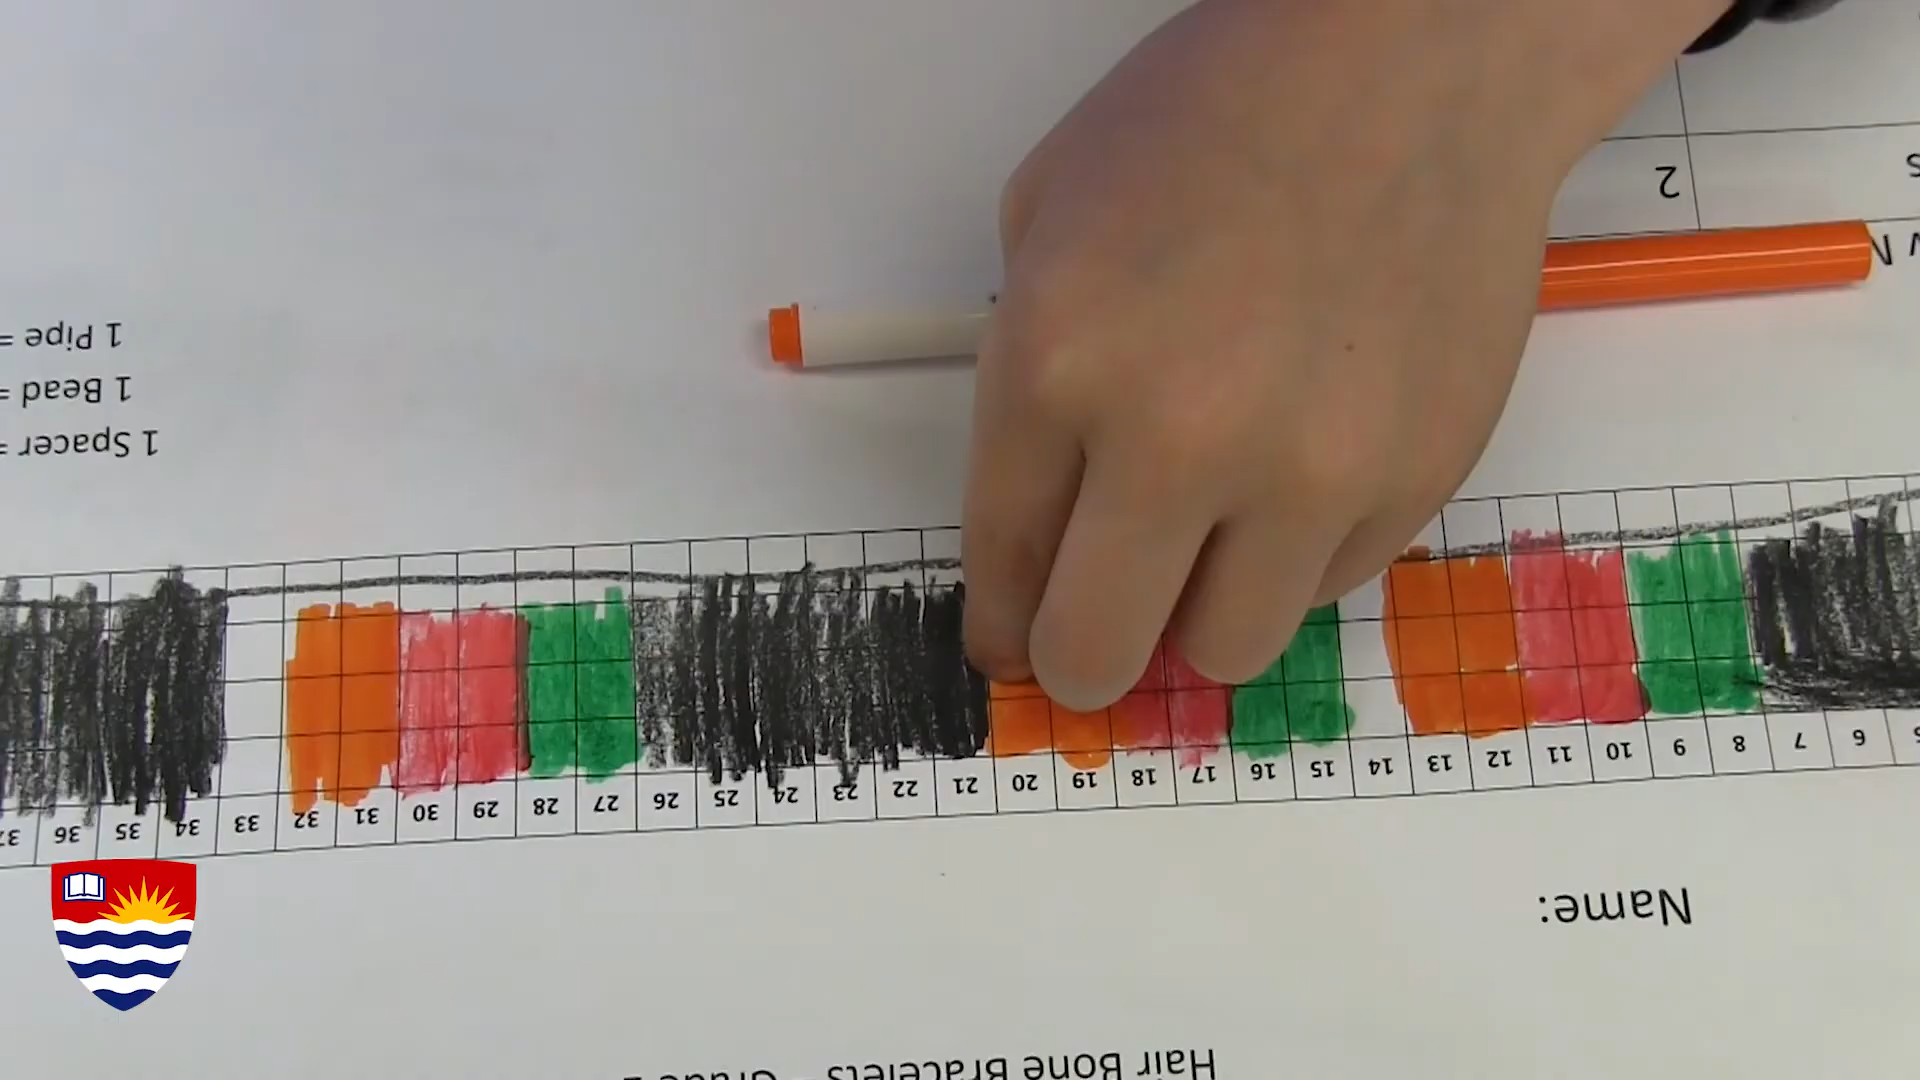 Hair Bone Bracelets - Grade 2
Name:
6 7 8 9 10 11 12 13 14 15 16 17 18 19 20 21 22 23 24 25 26 27 28 29 30 31 32 33 34 35 36
1 Spacer =
1 Bead =
1 Pipe =
2